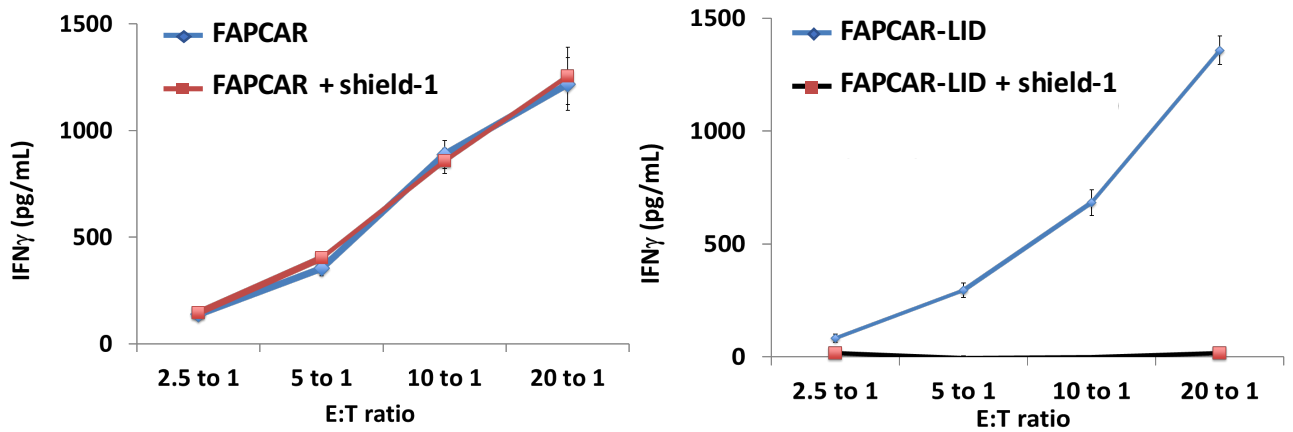 1500
1000
500
0
IFNγ (pg/mL)
FAPCAR
FAPCAR + shield-1
2.5 to 1 5 to 1 10 to 1 20 to 1
E:T ratio
1500
1000
500
0
IFNγ (pg/mL)
FAPCAR-LID
FAPCAR-LID + shield-1
2.5 to 1 5 to 1 10 to 1 20 to 1
E:T ratio